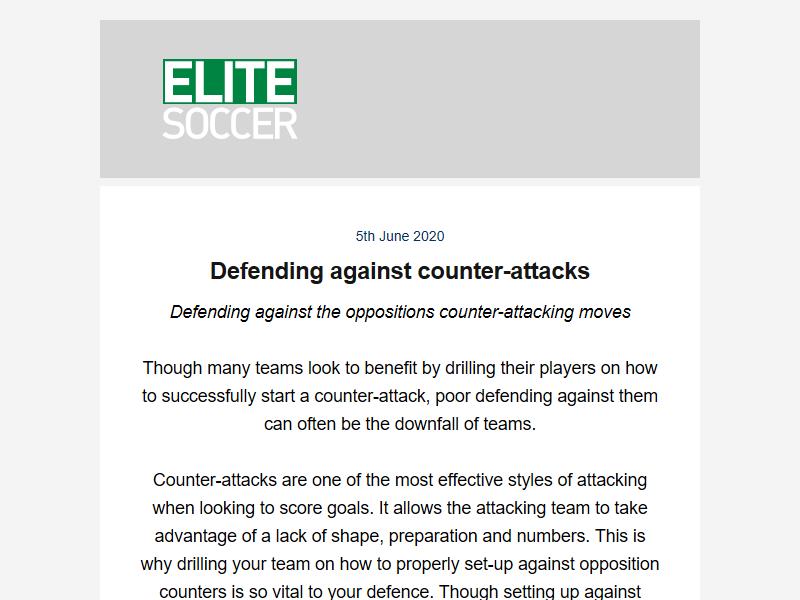 ELITE
SOCCER
5th June 2020
Defending against counter-attacks
Defending against the oppositions counter-attacking moves
Though many teams look to benefit by drilling their players on how
to successfully start a counter-attack, poor defending against them
can often be the downfall of teams.
Counter-attacks are one of the most effective styles of attacking
when looking to score goals. It allows the attacking team to take
advantage of a lack of shape, preparation and numbers. This is
why drilling your team on how to properly set-up against opposition
counters is so vital to your defence. Though setting up against